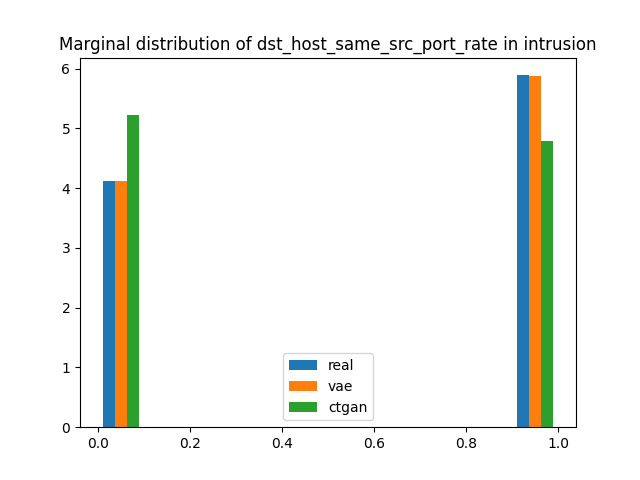 Marginal distribution of dst_host_same_src_port_rate in intrusion
6
5
4
3
2
1
0
real
vae
ctgan
0.0 0.2 0.4 0.6 0.8 1.0